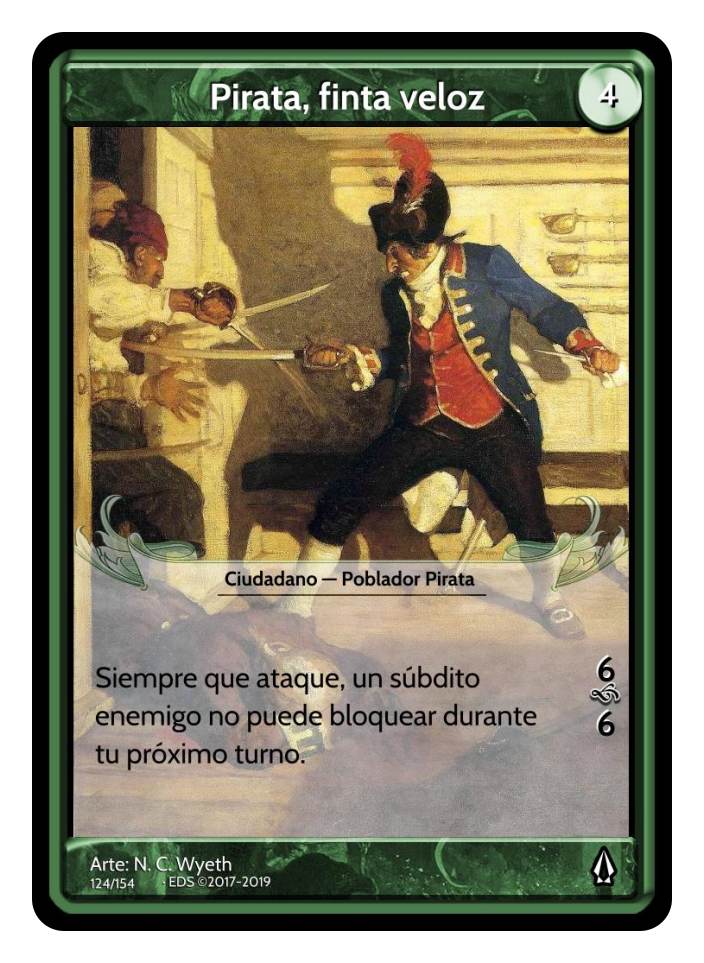 Pirata, finta veloz
4
Ciudadano — Poblador Pirata
Siempre que ataque, un súbdito
enemigo no puede bloquear durante
tu próximo turno.
6
6
Arte: N. C. Wyeth
124/154 · EDS ©2017-2019